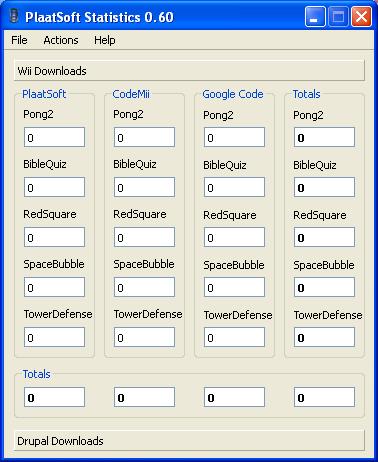 PlaatSoft Statistics 0.60
File Actions Help
Wii Downloads
PlaatSoft CodeMii Google Code Totals
Pong2 Pong2 Pong2 Pong2
0 0 0 0
BibleQuiz BibleQuiz BibleQuiz BibleQuiz
0 0 0 0
RedSquare RedSquare RedSquare RedSquare
0 0 0 0
SpaceBubble SpaceBubble SpaceBubble SpaceBubble
0 0 0 0
TowerDefense TowerDefense TowerDefense TowerDefense
0 0 0 0
Totals
0 0 0 0
Drupal Downloads